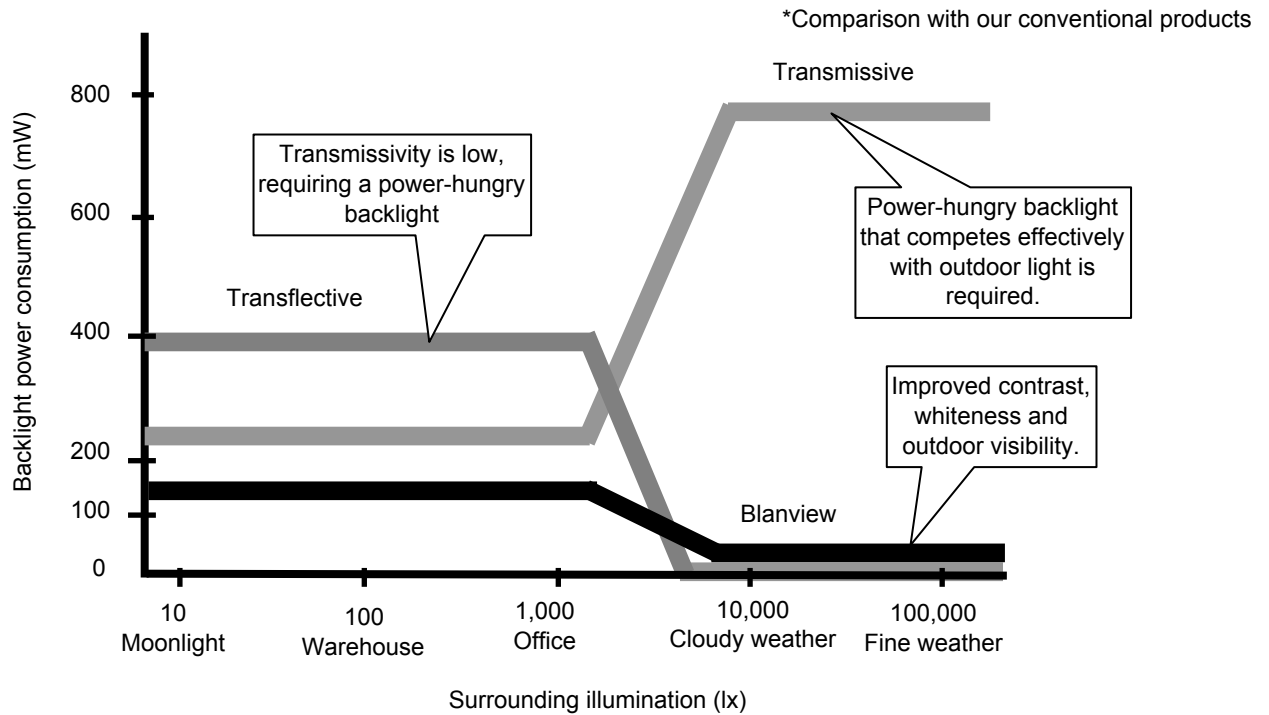 *Comparison with our conventional products
Transmissive
Backlight power consumption (mW)
800
600
400
200
100
0
Transmissivity is low,
requiring a power-hungry
backlight
Transflective
Power-hungry backlight
that competes effectively
with outdoor light is
required.
Improved contrast,
whiteness and
outdoor visibility.
Blanview
10
Moonlight
100
Warehouse
1,000
Office
10,000
Cloudy weather
100,000
Fine weather
Surrounding illumination (lx)